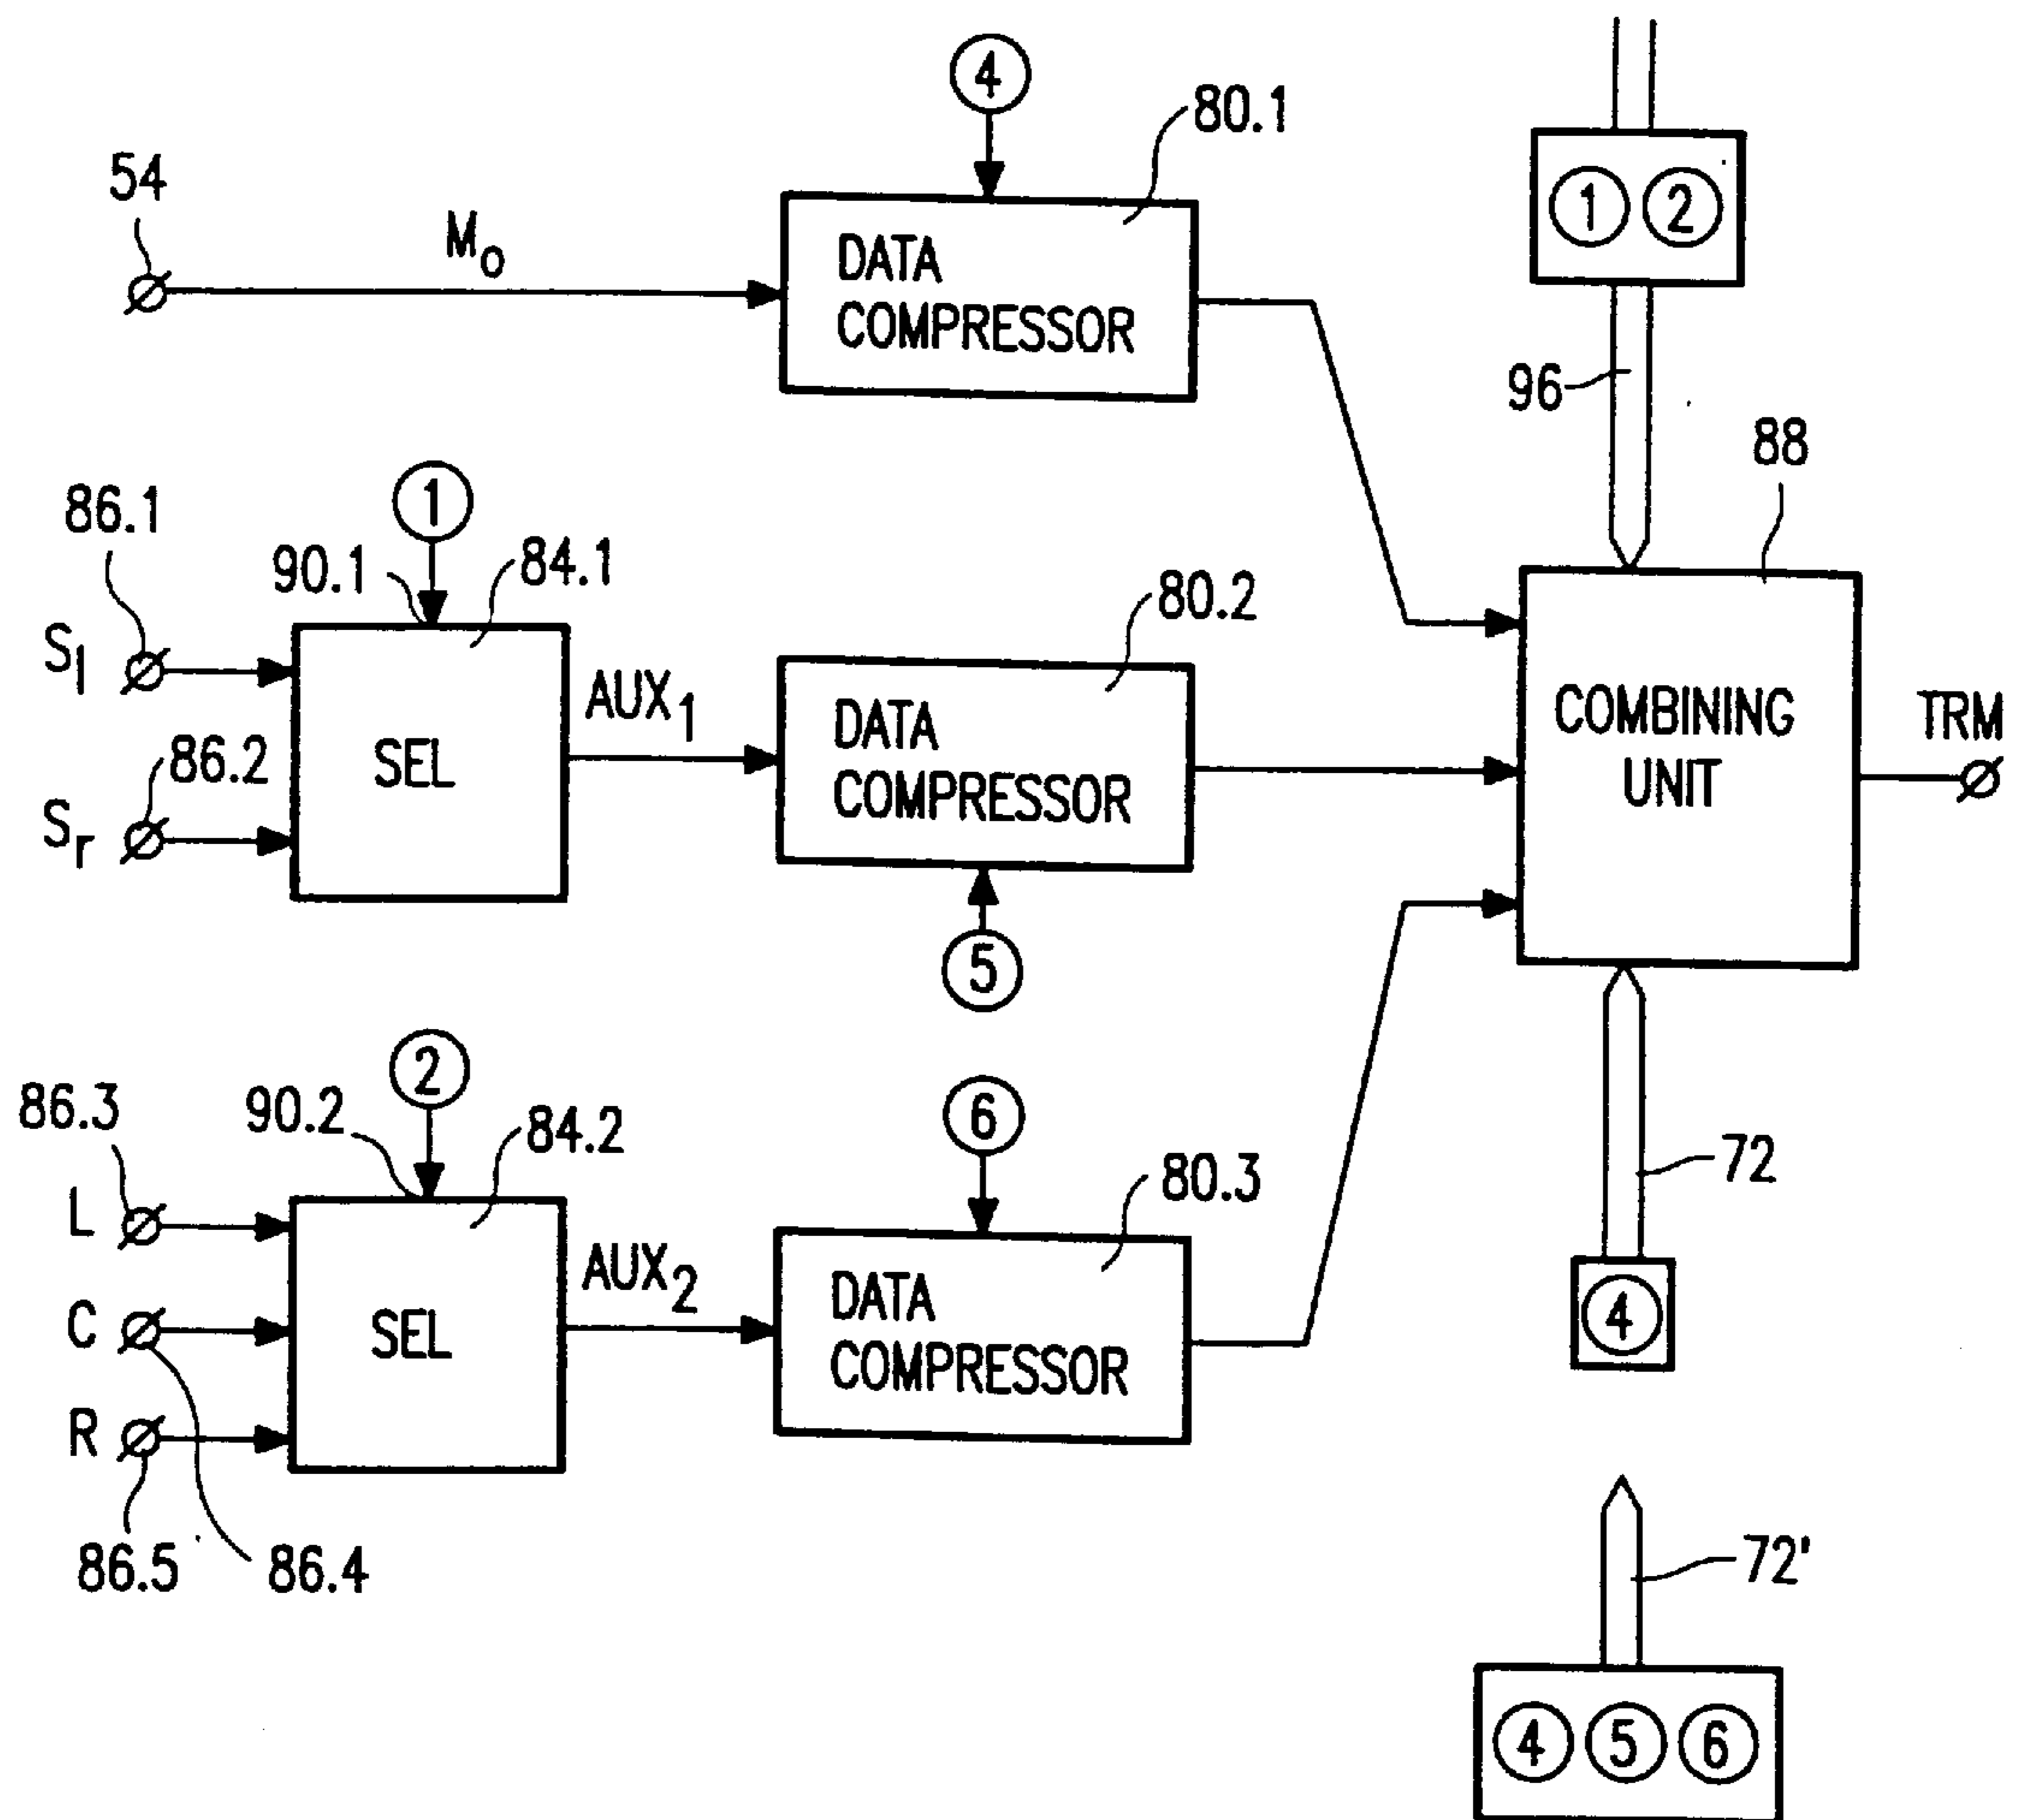 4
80.1
54
M₀
DATA
COMPRESSOR
1 2
96
88
86.1
1
90.1
84.1
80.2
Sl
AUX₁
DATA
COMPRESSOR
COMBINING
UNIT
TRM
86.2
SEL
Sr
5
2
86.3
90.2
84.2
6
80.3
72
L
AUX₂
DATA
COMPRESSOR
C
SEL
4
R
86.5
86.4
72'
4 5 6